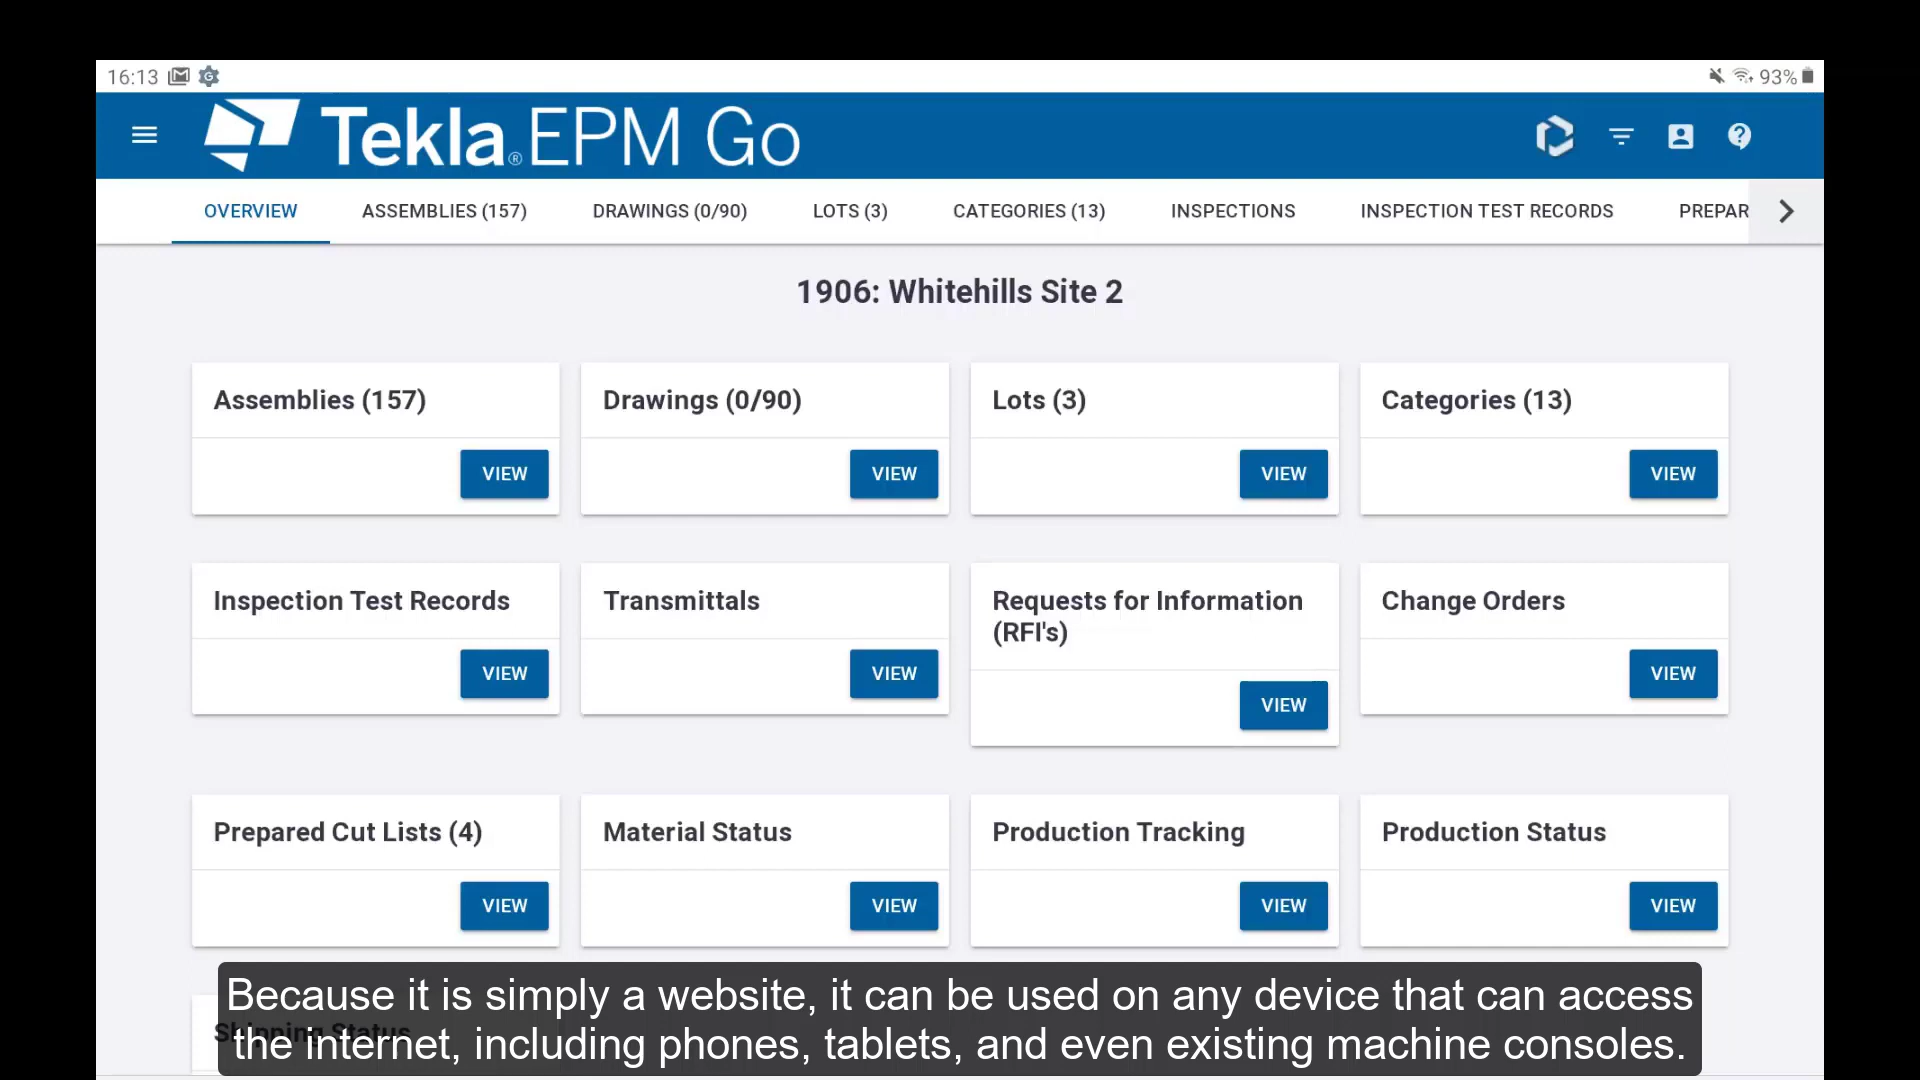 16:13
93%
Tekla® EPM Go
OVERVIEW
ASSEMBLIES (157)
DRAWINGS (0/90)
LOTS (3)
CATEGORIES (13)
INSPECTIONS
INSPECTION TEST RECORDS
PREPAR
1906: Whitehills Site 2
Assemblies (157)
VIEW
Drawings (0/90)
VIEW
Lots (3)
VIEW
Categories (13)
VIEW
Inspection Test Records
VIEW
Transmittals
VIEW
Requests for Information
(RFI's)
VIEW
Change Orders
VIEW
Prepared Cut Lists (4)
VIEW
Material Status
VIEW
Production Tracking
VIEW
Production Status
VIEW
Shipping Status
Because it is simply a website, it can be used on any device that can access
the internet, including phones, tablets, and even existing machine consoles.